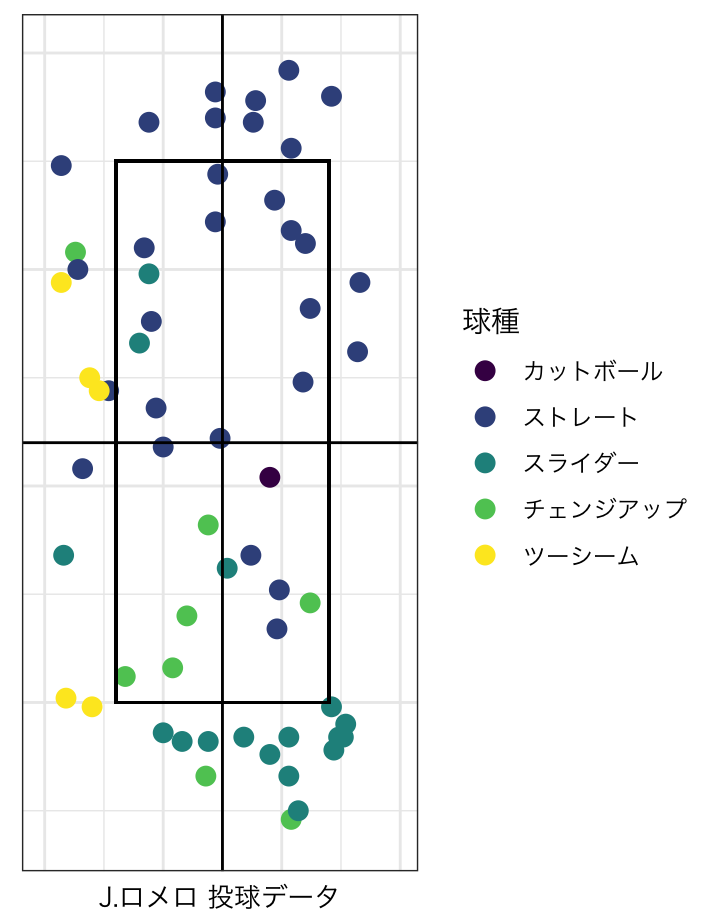 球種
カットボール
ストレート
スライダー
チェンジアップ
ツーシーム
J.ロメロ 投球データ